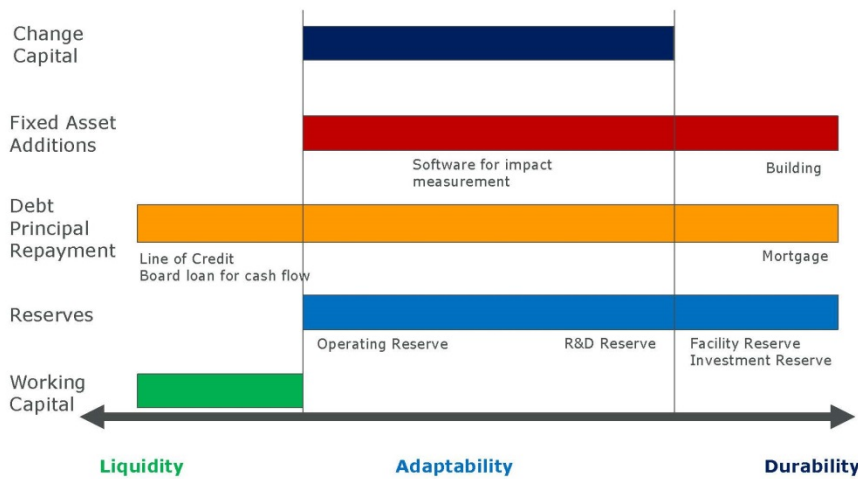 Change
Capital
Fixed Asset
Additions
Software for impact
measurement
Building
Debt
Principal
Repayment
Line of Credit
Board loan for cash flow
Mortgage
Reserves
Operating Reserve
R&D Reserve
Facility Reserve
Investment Reserve
Working
Capital
Liquidity
Adaptability
Durability